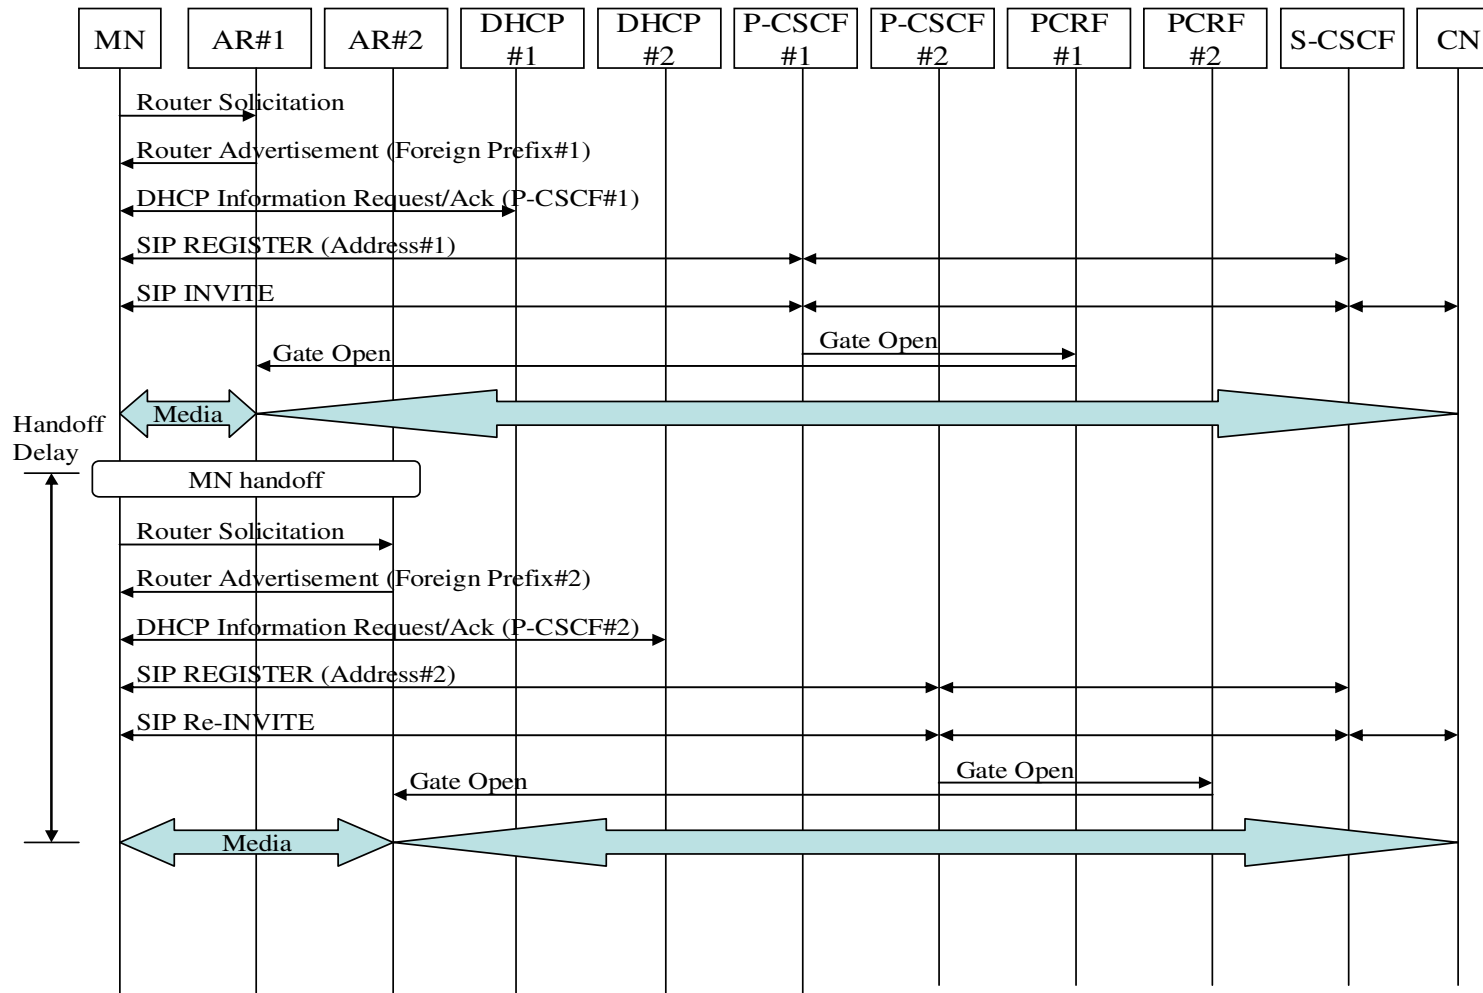 MN
AR#1
AR#2
DHCP
#1
DHCP
#2
P-CSCF
#1
P-CSCF
#2
PCRF
#1
PCRF
#2
S-CSCF
CN
Router Solicitation
Router Advertisement (Foreign Prefix#1)
DHCP Information Request/Ack (P-CSCF#1)
SIP REGISTER (Address#1)
SIP INVITE
Gate Open
Gate Open
Media
Handoff
Delay
MN handoff
Router Solicitation
Router Advertisement (Foreign Prefix#2)
DHCP Information Request/Ack (P-CSCF#2)
SIP REGISTER (Address#2)
SIP Re-INVITE
Gate Open
Gate Open
Media